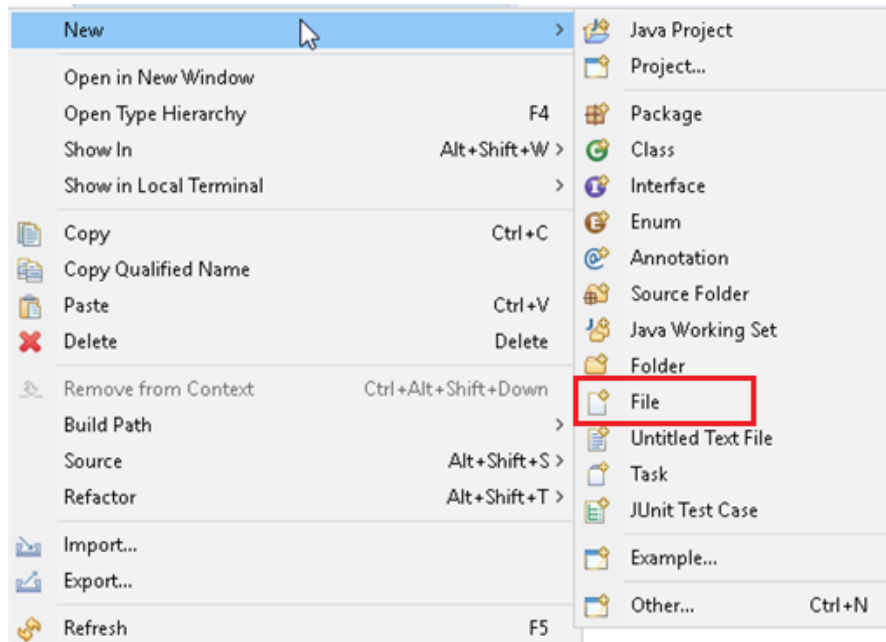 New >
Open in New Window
Open Type Hierarchy F4
Show In Alt+Shift+W >
Show in Local Terminal >
Copy Ctrl+C
Copy Qualified Name
Paste Ctrl+V
Delete Delete
Remove from Context Ctrl+Alt+Shift+Down
Build Path >
Source Alt+Shift+S >
Refactor Alt+Shift+T >
Import...
Export...
Refresh F5
Java Project
Project...
Package
Class
Interface
Enum
Annotation
Source Folder
Java Working Set
Folder
File
Untitled Text File
Task
JUnit Test Case
Example...
Other... Ctrl+N